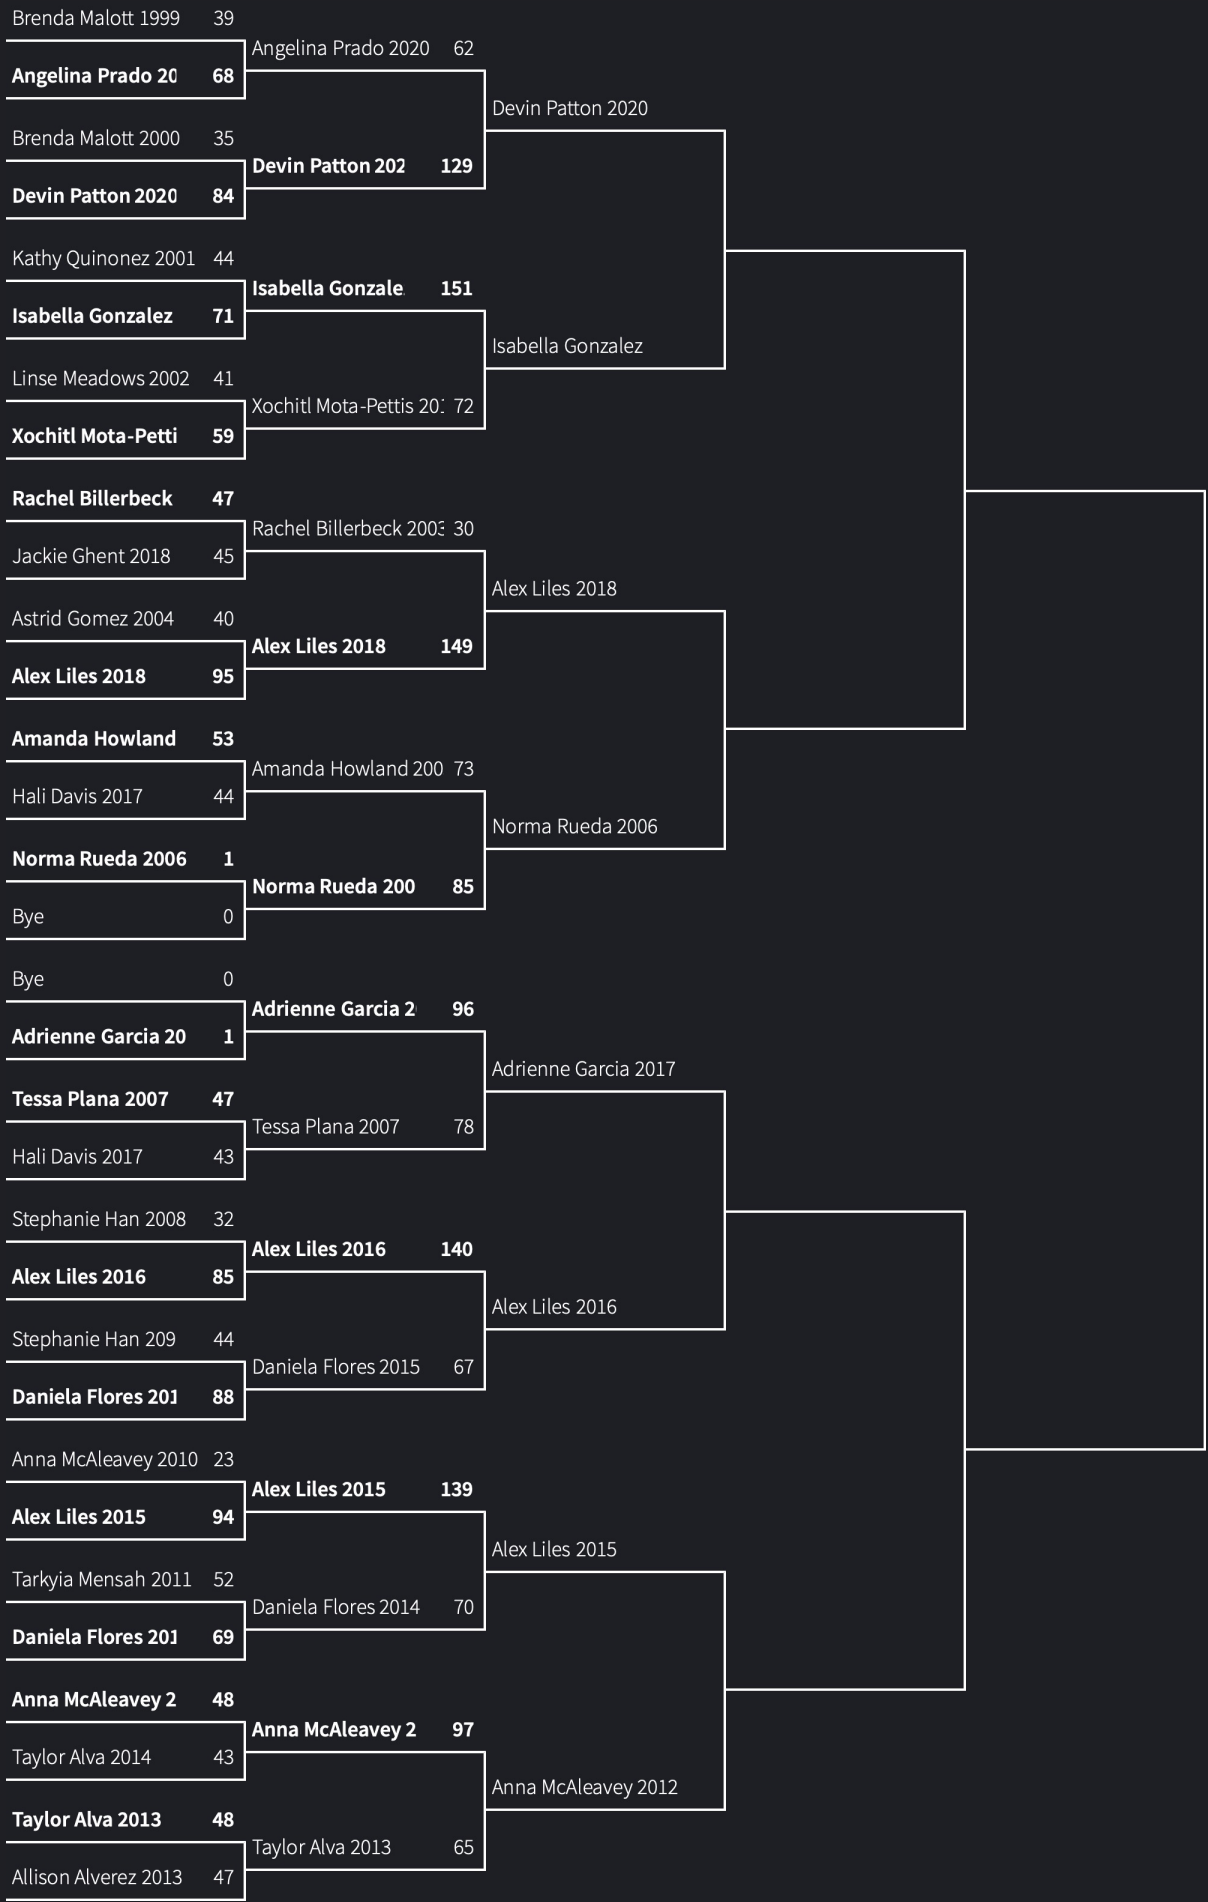 Brenda Malott 1999 39
Angelina Prado 20 68
Brenda Malott 2000 35
Devin Patton 2020 84
Kathy Quinonez 2001 44
Isabella Gonzalez 71
Linse Meadows 2002 41
Xochitl Mota-Petti 59
Rachel Billerbeck 47
Jackie Ghent 2018 45
Astrid Gomez 2004 40
Alex Liles 2018 95
Amanda Howland 53
Hali Davis 2017 44
Norma Rueda 2006 1
Bye 0
Bye 0
Adrienne Garcia 20 1
Tessa Plana 2007 47
Hali Davis 2017 43
Stephanie Han 2008 32
Alex Liles 2016 85
Stephanie Han 209 44
Daniela Flores 201 88
Anna McAleavey 2010 23
Alex Liles 2015 94
Tarkyia Mensah 2011 52
Daniela Flores 201 69
Anna McAleavey 2 48
Taylor Alva 2014 43
Taylor Alva 2013 48
Allison Alverez 2013 47
Angelina Prado 2020 62
Devin Patton 202 129
Isabella Gonzale 151
Xochitl Mota-Pettis 201 72
Rachel Billerbeck 2003 30
Alex Liles 2018 149
Amanda Howland 200 73
Norma Rueda 200 85
Adrienne Garcia 2 96
Tessa Plana 2007 78
Alex Liles 2016 140
Daniela Flores 2015 67
Alex Liles 2015 139
Daniela Flores 2014 70
Anna McAleavey 2 97
Taylor Alva 2013 65
Devin Patton 2020
Isabella Gonzalez
Alex Liles 2018
Norma Rueda 2006
Adrienne Garcia 2017
Alex Liles 2016
Alex Liles 2015
Anna McAleavey 2012